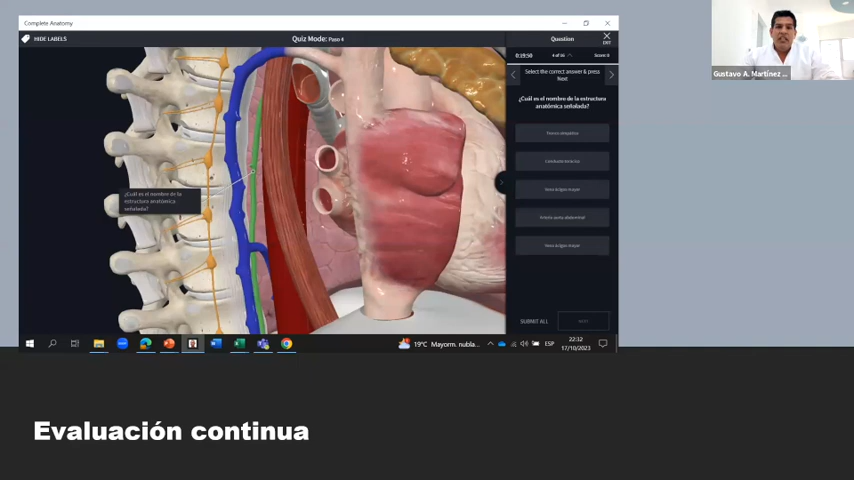 Complete Anatomy
HIDE LABELS
Quiz Mode: Paso 4
Question
EXIT
0:19:50
4 of 10
Score: 0
Select the correct answer & press
Next
¿Cuál es el nombre de la estructura
anatómica señalada?
Tronco simpático
Conducto torácico
Vena ácigos mayor
Arteria aorta abdominal
Vena ácigos mayor
¿Cuál es el nombre de la
estructura anatómica
señalada?
SUBMIT ALL
NEXT
19°C Mayorm. nubla...
ESP
22:32
17/10/2023
Gustavo A. Martínez ...
Evaluación continua